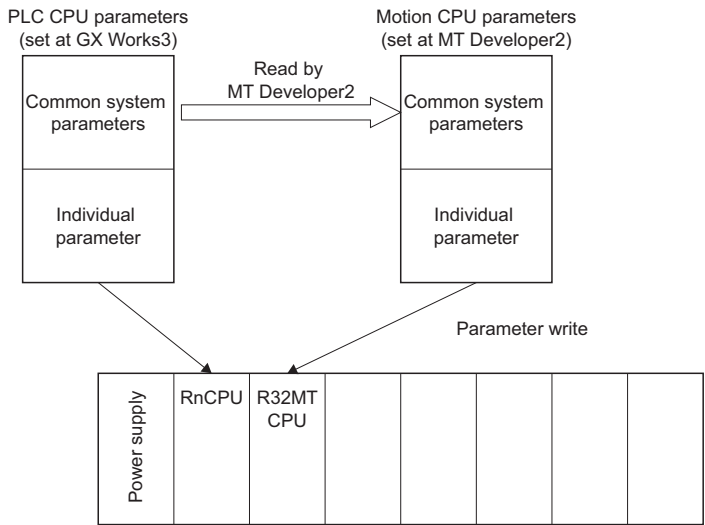 PLC CPU parameters
(set at GX Works3)
Motion CPU parameters
(set at MT Developer2)
Read by
MT Developer2
Common system
parameters
Common system
parameters
Individual
parameter
Individual
parameter
Parameter write
Power supply
RnCPU
R32MT
CPU